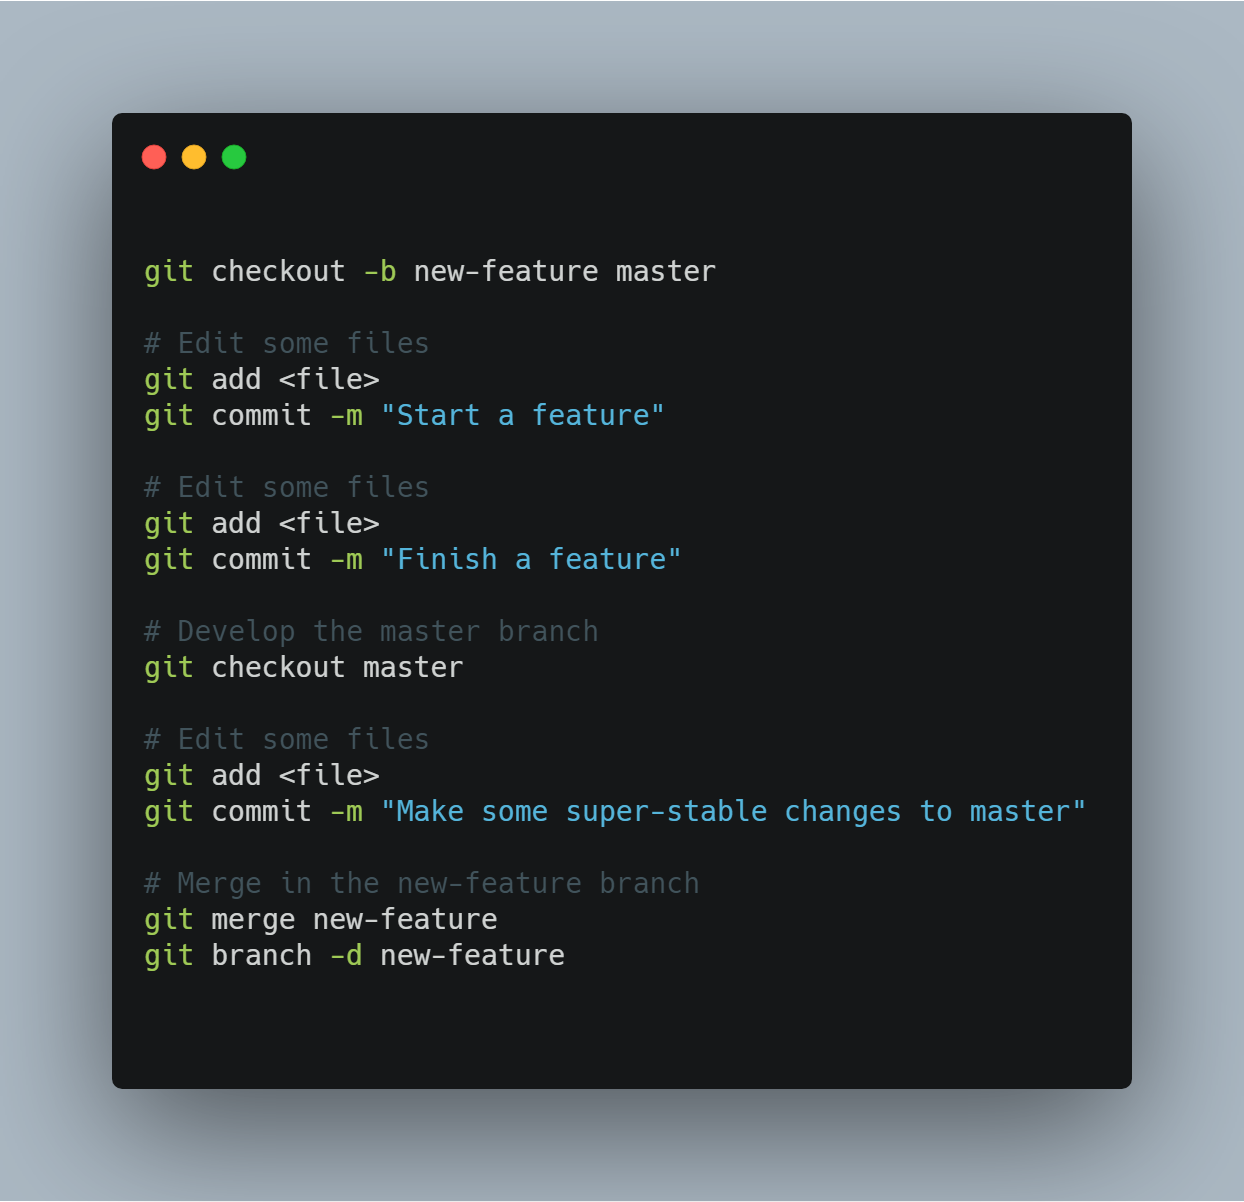 git checkout -b new-feature master
# Edit some files
git add <file>
git commit -m "Start a feature"
# Edit some files
git add <file>
git commit -m "Finish a feature"
# Develop the master branch
git checkout master
# Edit some files
git add <file>
git commit -m "Make some super-stable changes to master"
# Merge in the new-feature branch
git merge new-feature
git branch -d new-feature